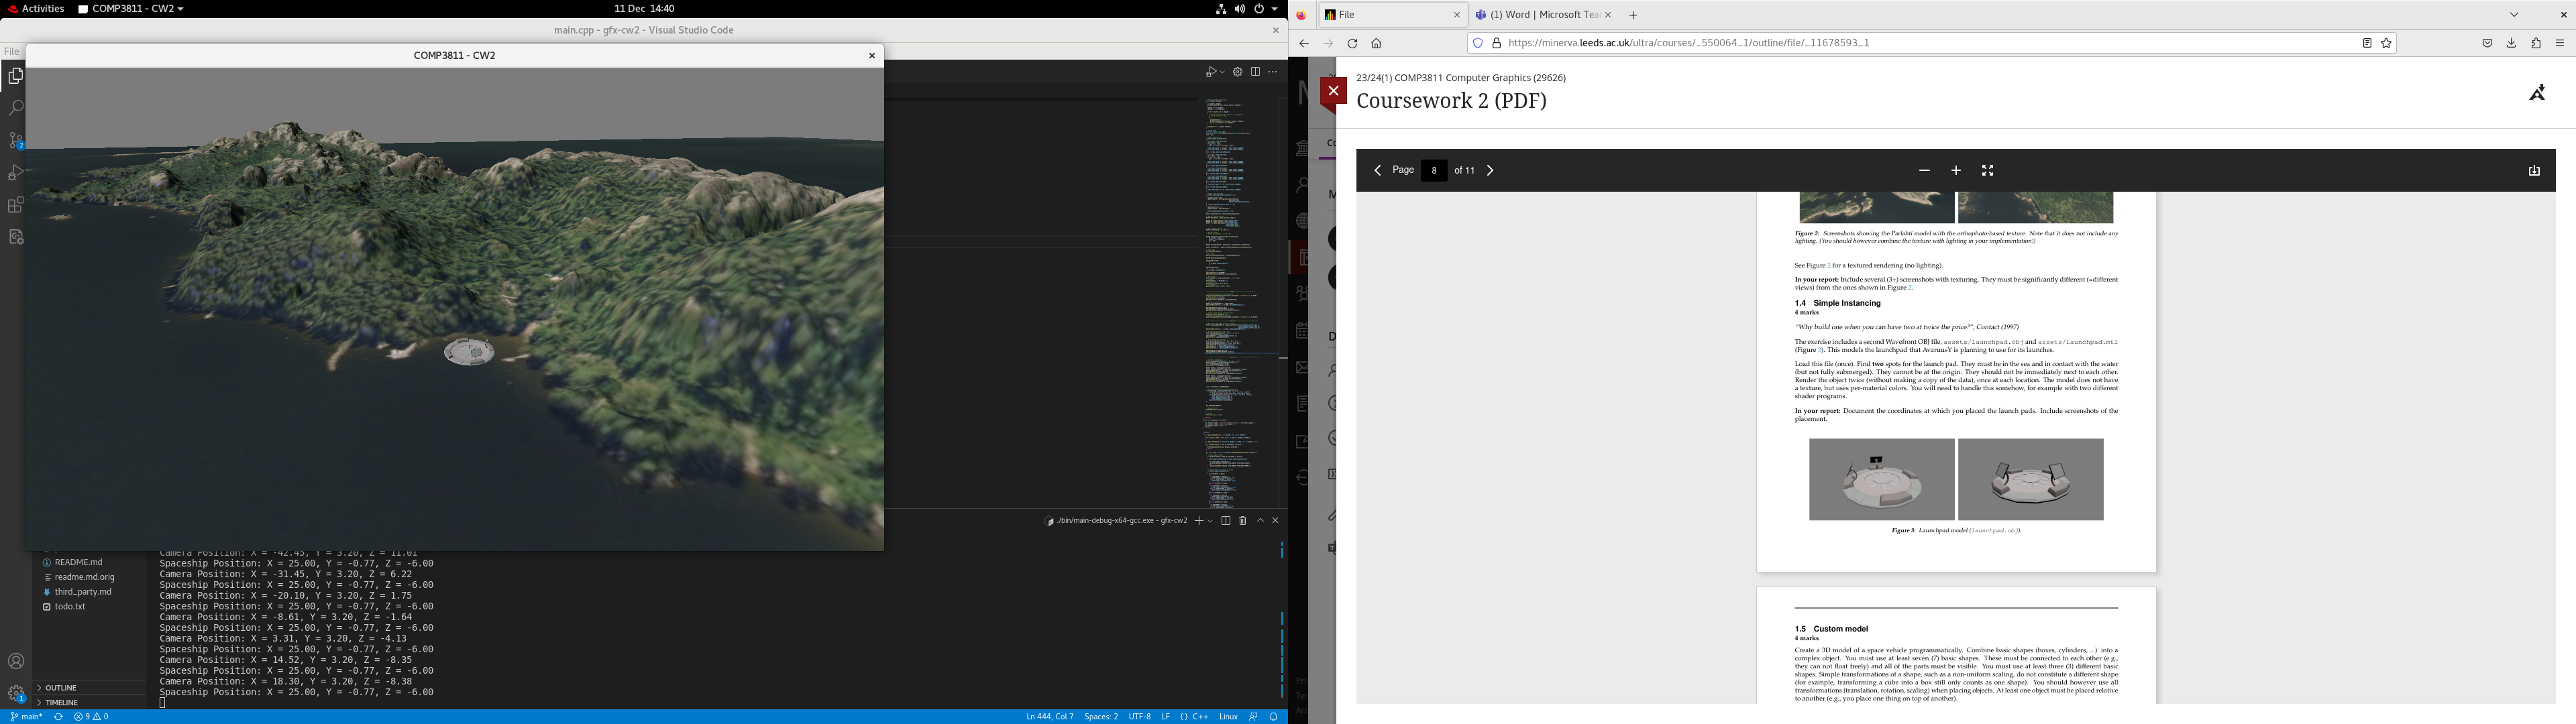 Activities
COMP3811 - CW2
11 Dec 14:40
main.cpp - gfx-cw2 - Visual Studio Code
File
COMP3811 - CW2
2
./bin/main-debug-x64-gcc.exe - gfx-cw2
README.md
readme.md.orig
third_party.md
todo.txt
OUTLINE
TIMELINE
1
Camera Position: X = -42.45, Y = 3.20, Z = 11.01
Spaceship Position: X = 25.00, Y = -0.77, Z = -6.00
Camera Position: X = -31.45, Y = 3.20, Z = 6.22
Spaceship Position: X = 25.00, Y = -0.77, Z = -6.00
Camera Position: X = -20.10, Y = 3.20, Z = 1.75
Spaceship Position: X = 25.00, Y = -0.77, Z = -6.00
Camera Position: X = -8.61, Y = 3.20, Z = -1.64
Spaceship Position: X = 25.00, Y = -0.77, Z = -6.00
Camera Position: X = 3.31, Y = 3.20, Z = -4.13
Spaceship Position: X = 25.00, Y = -0.77, Z = -6.00
Camera Position: X = 14.52, Y = 3.20, Z = -8.35
Spaceship Position: X = 25.00, Y = -0.77, Z = -6.00
Camera Position: X = 18.30, Y = 3.20, Z = -8.38
Spaceship Position: X = 25.00, Y = -0.77, Z = -6.00
main*
9
0
Ln 444, Col 7
Spaces: 2
UTF-8
LF
{ } C++
Linux
File
(1) Word | Microsoft Tea
https://minerva.leeds.ac.uk/ultra/courses/_550064_1/outline/file/_11678593_1
23/24(1) COMP3811 Computer Graphics (29626)
Coursework 2 (PDF)
Page 8 of 11
Figure 2: Screenshots showing the Parlahti model with the orthophoto-based texture. Note that it does not include any
lighting. (You should however combine the texture with lighting in your implementation!)
See Figure 2 for a textured rendering (no lighting).
In your report: Include several (3+) screenshots with texturing. They must be significantly different (=different
views) from the ones shown in Figure 2.
1.4 Simple Instancing
4 marks
"Why build one when you can have two at twice the price?", Contact (1997)
The exercise includes a second Wavefront OBJ file, assets/launchpad.obj and assets/launchpad.mtl
(Figure 3). This models the launchpad that AvaruusY is planning to use for its launches.
Load this file (once). Find two spots for the launch pad. They must be in the sea and in contact with the water
(but not fully submerged). They cannot be at the origin. They should not be immediately next to each other.
Render the object twice (without making a copy of the data), once at each location. The model does not have
a texture, but uses per-material colors. You will need to handle this somehow, for example with two different
shader programs.
In your report: Document the coordinates at which you placed the launch pads. Include screenshots of the
placement.
Figure 3: Launchpad model (launchpad.obj).
1.5 Custom model
4 marks
Create a 3D model of a space vehicle programmatically. Combine basic shapes (boxes, cylinders, ...) into a
complex object. You must use at least seven (7) basic shapes. These must be connected to each other (e.g.,
they can not float freely) and all of the parts must be visible. You must use at least three (3) different basic
shapes. Simple transformations of a shape, such as a non-uniform scaling, do not constitute a different shape
(for example, transforming a cube into a box still only counts as one shape). You should however use all
transformations (translation, rotation, scaling) when placing objects. At least one object must be placed relative
to another (e.g., you place one thing on top of another).